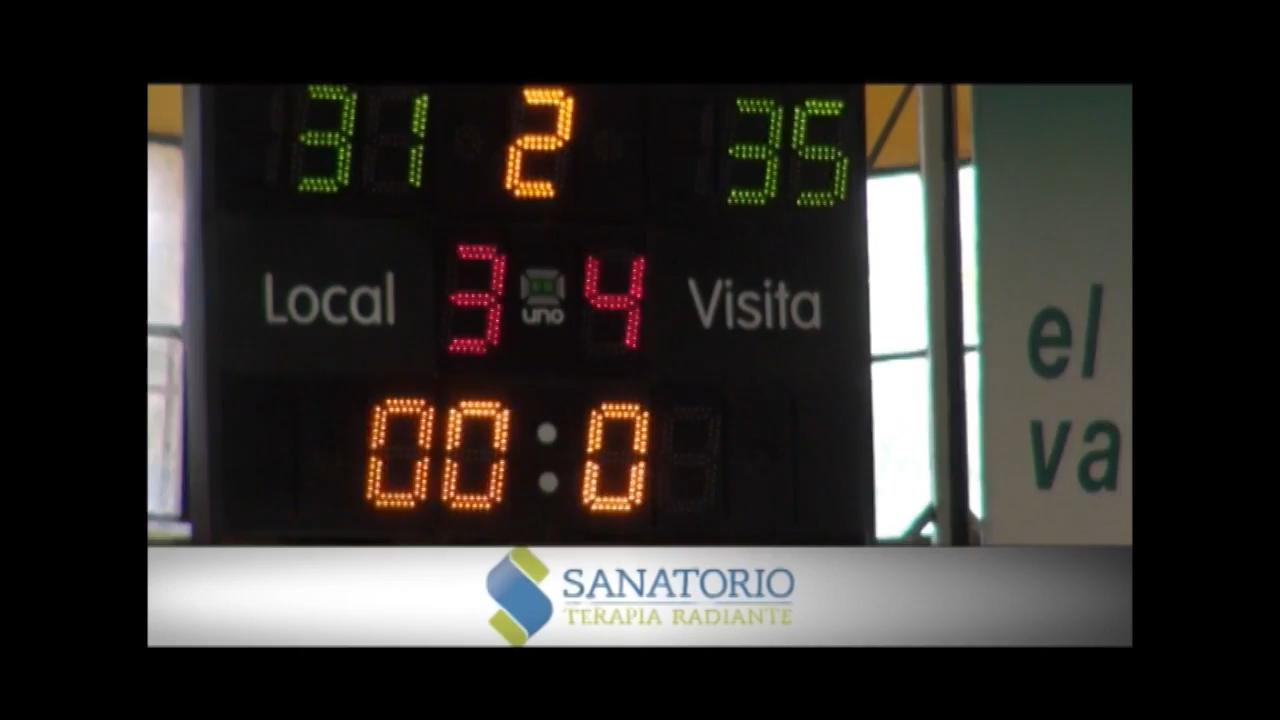 31 2 35
Local 3 uno 4 Visita
00:0
el
va
SANATORIO
TERAPIA RADIANTE